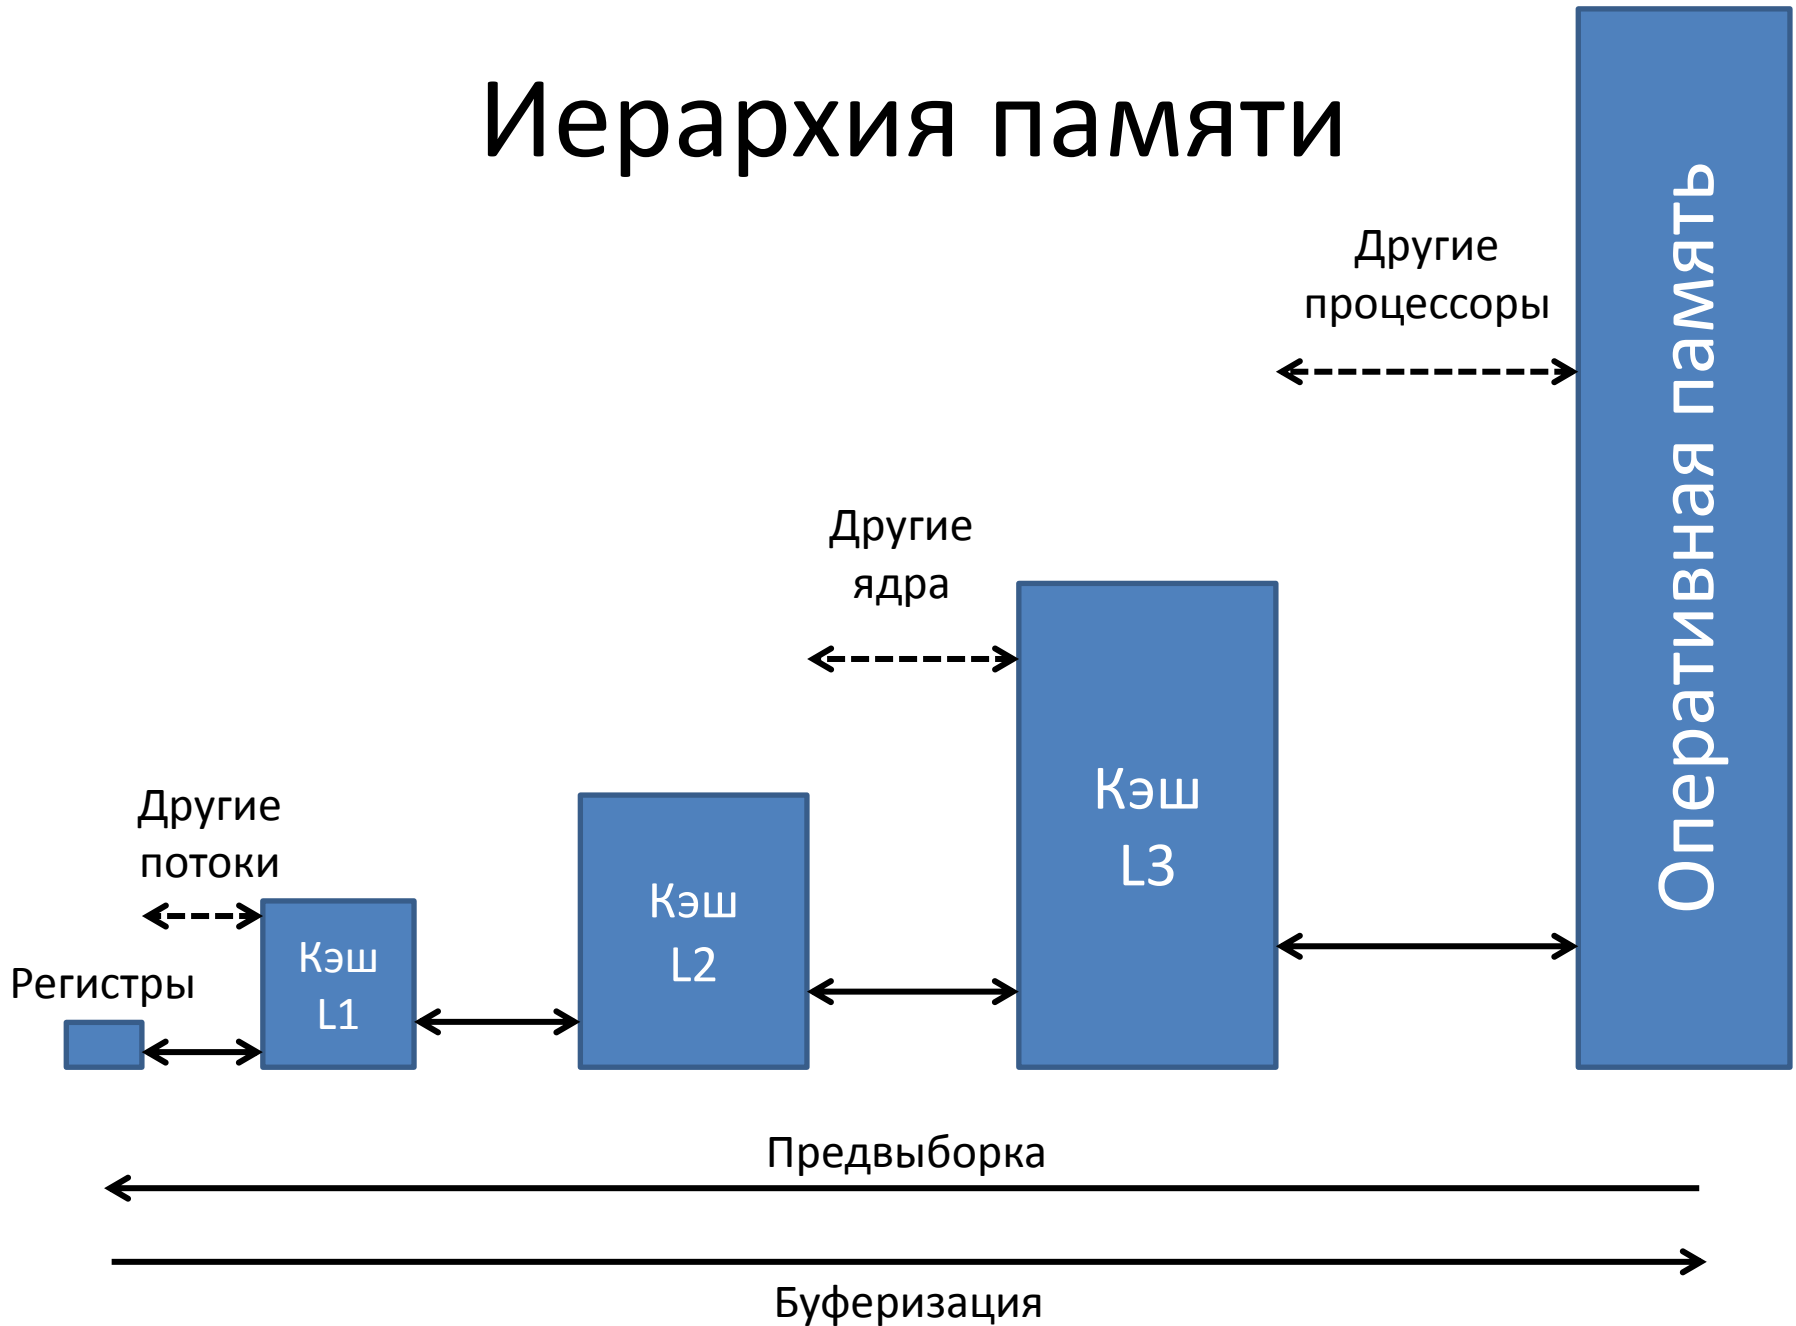 Иерархия памяти
Другие
процессоры
Оперативная память
Другие
ядра
Кэш
L3
Другие
потоки
Кэш
L2
Кэш
L1
Регистры
Предвыборка
Буферизация